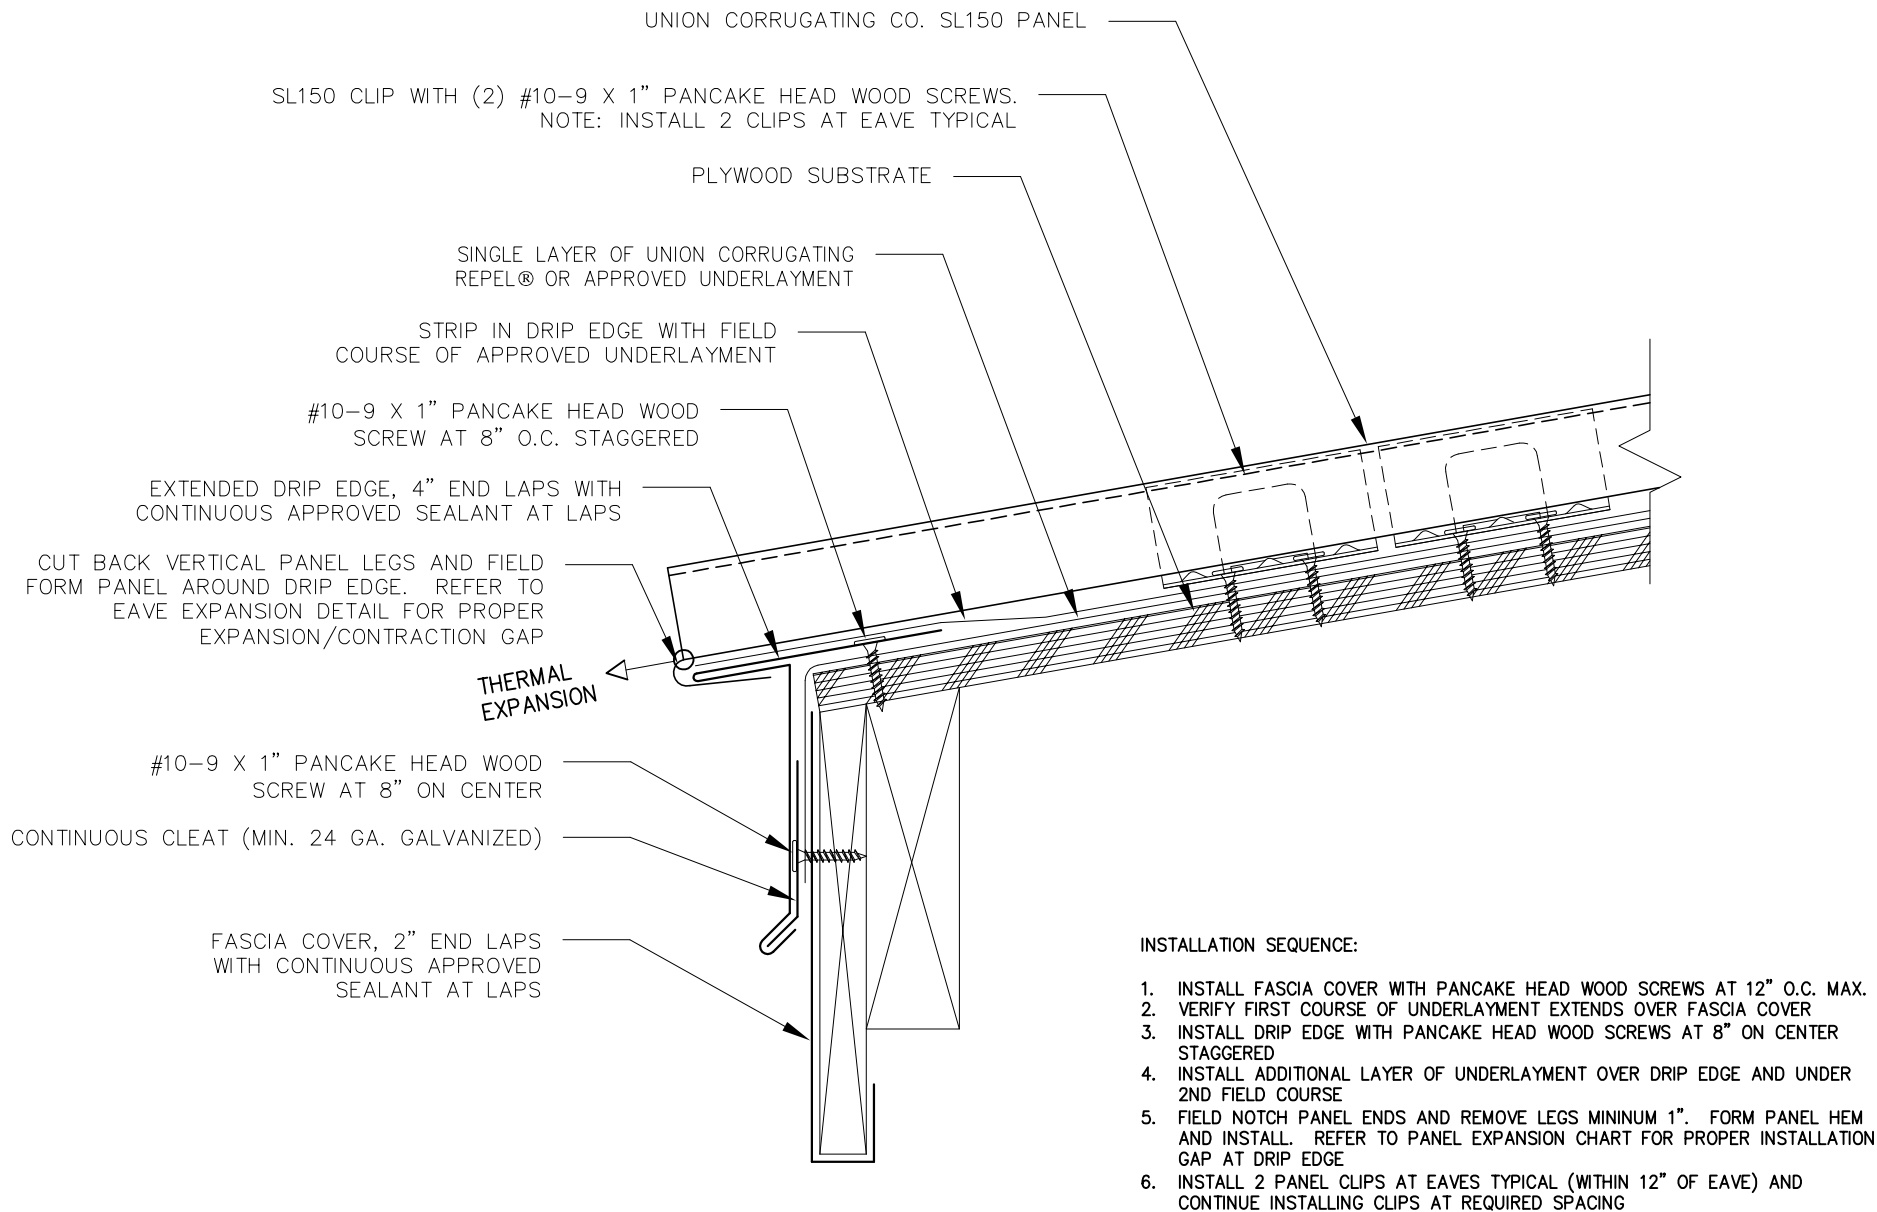 UNION CORRUGATING CO. SL150 PANEL
SL150 CLIP WITH (2) #10-9 X 1" PANCAKE HEAD WOOD SCREWS.
NOTE: INSTALL 2 CLIPS AT EAVE TYPICAL
PLYWOOD SUBSTRATE
SINGLE LAYER OF UNION CORRUGATING
REPEL® OR APPROVED UNDERLAYMENT
STRIP IN DRIP EDGE WITH FIELD
COURSE OF APPROVED UNDERLAYMENT
#10-9 X 1" PANCAKE HEAD WOOD
SCREW AT 8" O.C. STAGGERED
EXTENDED DRIP EDGE, 4" END LAPS WITH
CONTINUOUS APPROVED SEALANT AT LAPS
CUT BACK VERTICAL PANEL LEGS AND FIELD
FORM PANEL AROUND DRIP EDGE. REFER TO
EAVE EXPANSION DETAIL FOR PROPER
EXPANSION/CONTRACTION GAP
THERMAL
EXPANSION
#10-9 X 1" PANCAKE HEAD WOOD
SCREW AT 8" ON CENTER
CONTINUOUS CLEAT (MIN. 24 GA. GALVANIZED)
FASCIA COVER, 2" END LAPS
WITH CONTINUOUS APPROVED
SEALANT AT LAPS
INSTALLATION SEQUENCE:
1. INSTALL FASCIA COVER WITH PANCAKE HEAD WOOD SCREWS AT 12" O.C. MAX.
2. VERIFY FIRST COURSE OF UNDERLAYMENT EXTENDS OVER FASCIA COVER
3. INSTALL DRIP EDGE WITH PANCAKE HEAD WOOD SCREWS AT 8" ON CENTER
STAGGERED
4. INSTALL ADDITIONAL LAYER OF UNDERLAYMENT OVER DRIP EDGE AND UNDER
2ND FIELD COURSE
5. FIELD NOTCH PANEL ENDS AND REMOVE LEGS MININUM 1". FORM PANEL HEM
AND INSTALL. REFER TO PANEL EXPANSION CHART FOR PROPER INSTALLATION
GAP AT DRIP EDGE
6. INSTALL 2 PANEL CLIPS AT EAVES TYPICAL (WITHIN 12" OF EAVE) AND
CONTINUE INSTALLING CLIPS AT REQUIRED SPACING